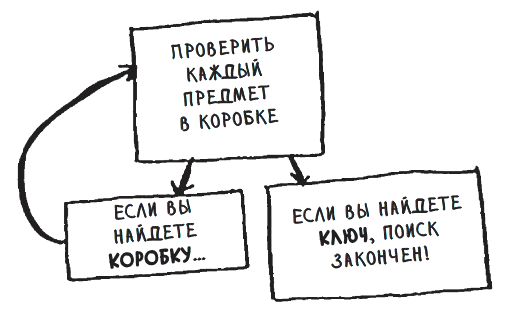 ПРОВЕРИТЬ
КАЖДЫЙ
ПРЕДМЕТ
В КОРОБКЕ
ЕСЛИ ВЫ
НАЙДЕТЕ
КОРОБКУ...
ЕСЛИ ВЫ НАЙДЕТЕ
КЛЮЧ, ПОИСК
ЗАКОНЧЕН!